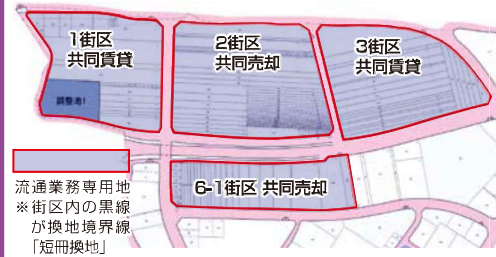 1街区
共同賃貸
2街区
共同売却
3街区
共同賃貸
調整池1
6-1街区 共同売却
流通業務専用地
※街区内の黒線
が換地境界線
「短冊換地」